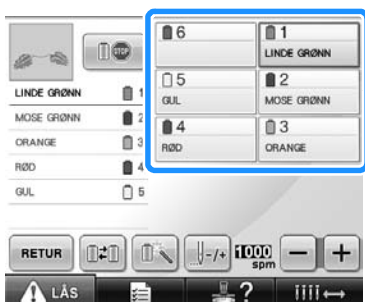 6
1
LINDE GRØNN
5
GUL
2
MOSE GRØNN
4
RØD
3
ORANGE
STOP
LINDE GRØNN 1
MOSE GRØNN 2
ORANGE 3
RØD 4
GUL 5
RETUR
-/+
1000
spm
−
+
LÅS
?